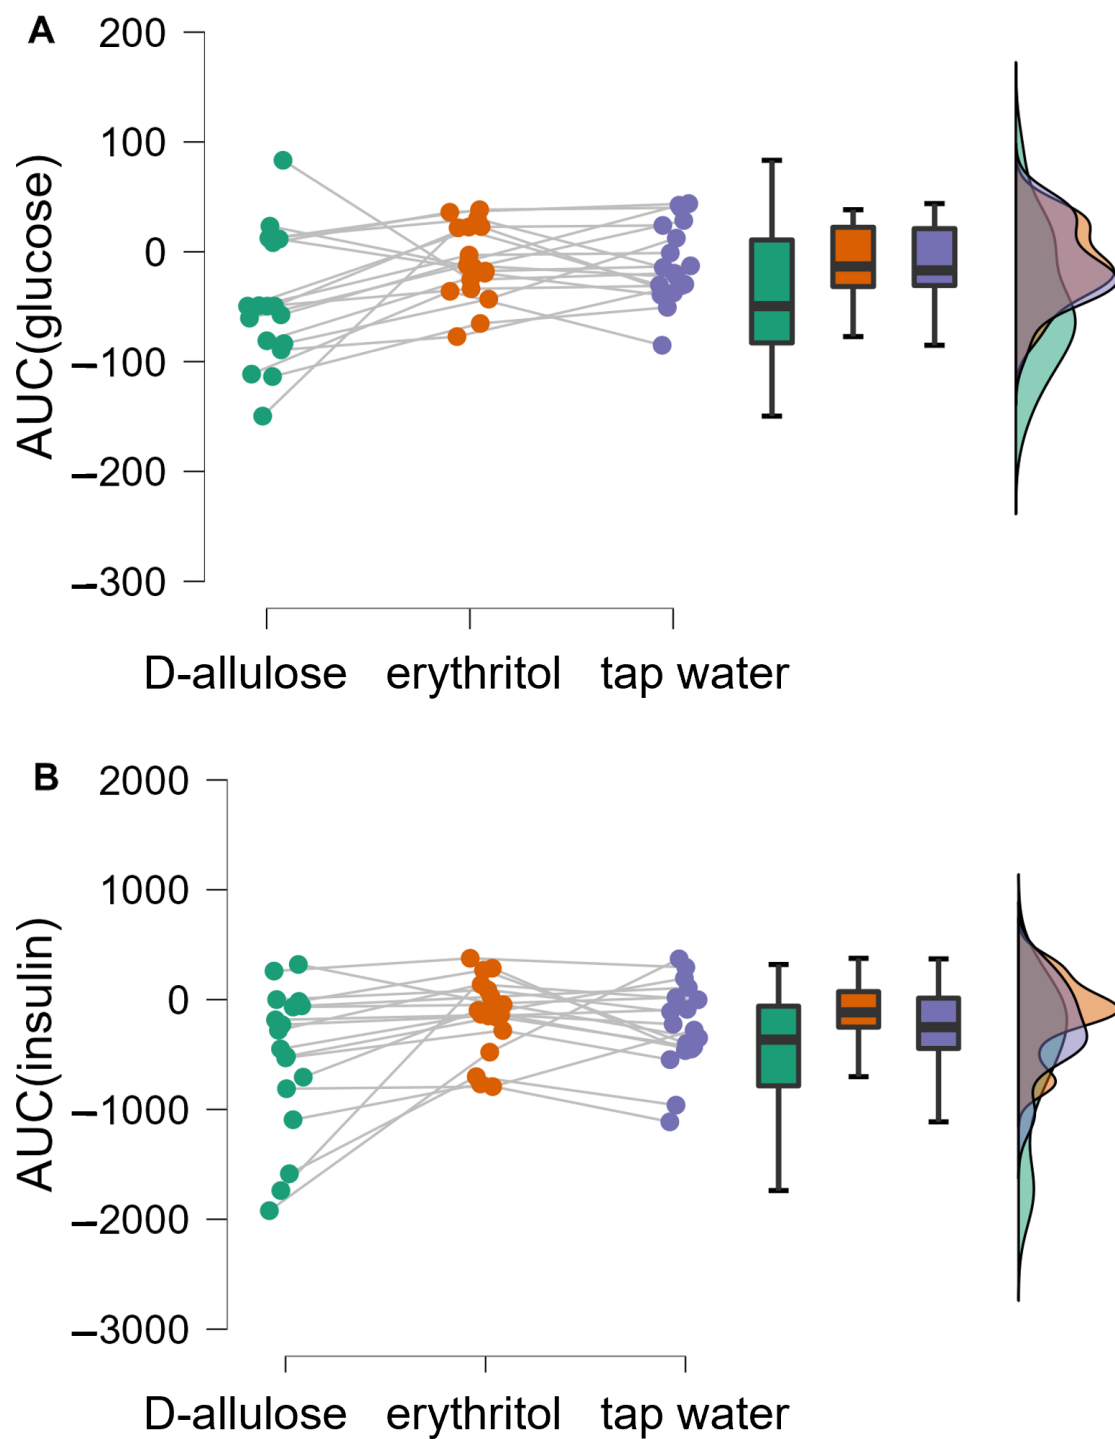 A
200
100
0
−100
−200
−300
AUC(glucose)
D-allulose erythritol tap water
B
2000
1000
0
−1000
−2000
−3000
AUC(insulin)
D-allulose erythritol tap water